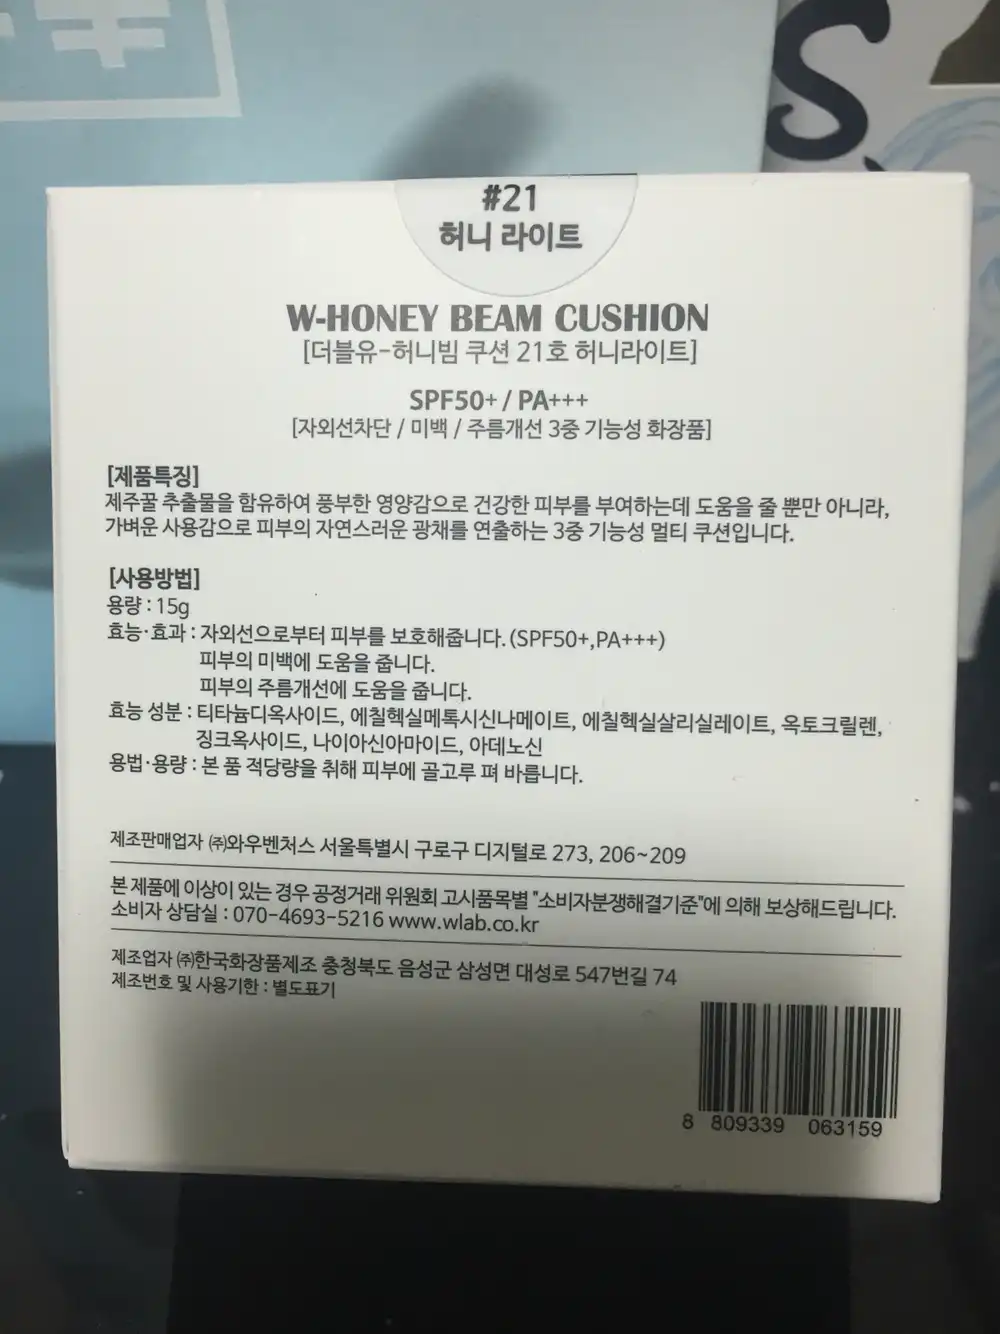 S
#21
허니 라이트
W-HONEY BEAM CUSHION
[더블유-허니빔 쿠션 21호 허니라이트]
SPF50+ / PA+++
[자외선차단 / 미백 / 주름개선 3중 기능성 화장품]
[제품특징]
제주꿀 추출물을 함유하여 풍부한 영양감으로 건강한 피부를 부여하는데 도움을 줄 뿐만 아니라,
가벼운 사용감으로 피부의 자연스러운 광채를 연출하는 3중 기능성 멀티 쿠션입니다.
[사용방법]
용량 : 15g
효능·효과 : 자외선으로부터 피부를 보호해줍니다. (SPF50+,PA+++)
피부의 미백에 도움을 줍니다.
피부의 주름개선에 도움을 줍니다.
효능 성분 : 티타늄디옥사이드, 에칠헥실메톡시신나메이트, 에칠헥실살리실레이트, 옥토크릴렌,
징크옥사이드, 나이아신아마이드, 아데노신
용법·용량 : 본 품 적당량을 취해 피부에 골고루 펴 바릅니다.
제조판매업자 ㈜와우벤처스 서울특별시 구로구 디지털로 273, 206~209
본 제품에 이상이 있는 경우 공정거래 위원회 고시품목별 "소비자분쟁해결기준"에 의해 보상해드립니다.
소비자 상담실 : 070-4693-5216 www.wlab.co.kr
제조업자 ㈜한국화장품제조 충청북도 음성군 삼성면 대성로 547번길 74
제조번호 및 사용기한 : 별도표기
8 809339 063159